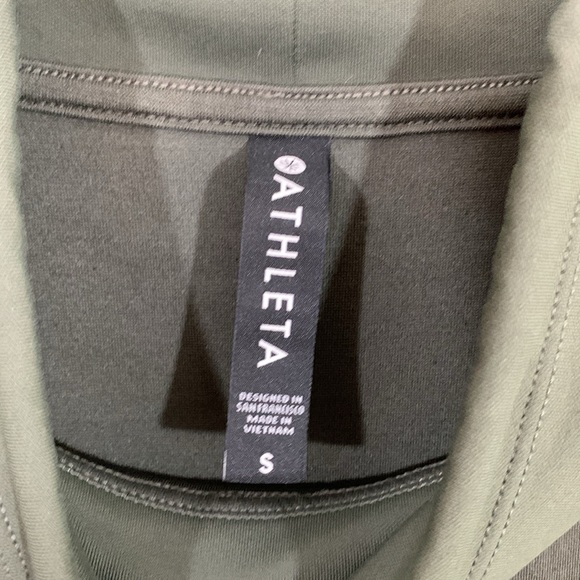 ATHLETA
DESIGNED IN
SAN FRANCISCO
MADE IN
VIETNAM
S